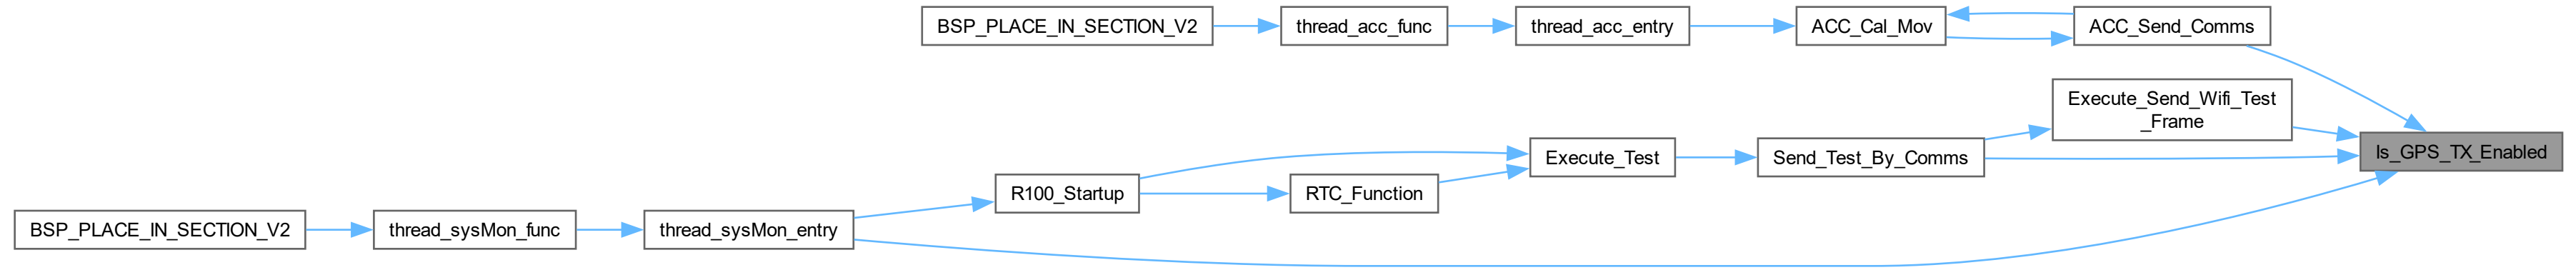 BSP_PLACE_IN_SECTION_V2
thread_acc_func
thread_acc_entry
ACC_Cal_Mov
ACC_Send_Comms
Execute_Send_Wifi_Test
_Frame
Is_GPS_TX_Enabled
Execute_Test
Send_Test_By_Comms
R100_Startup
RTC_Function
BSP_PLACE_IN_SECTION_V2
thread_sysMon_func
thread_sysMon_entry